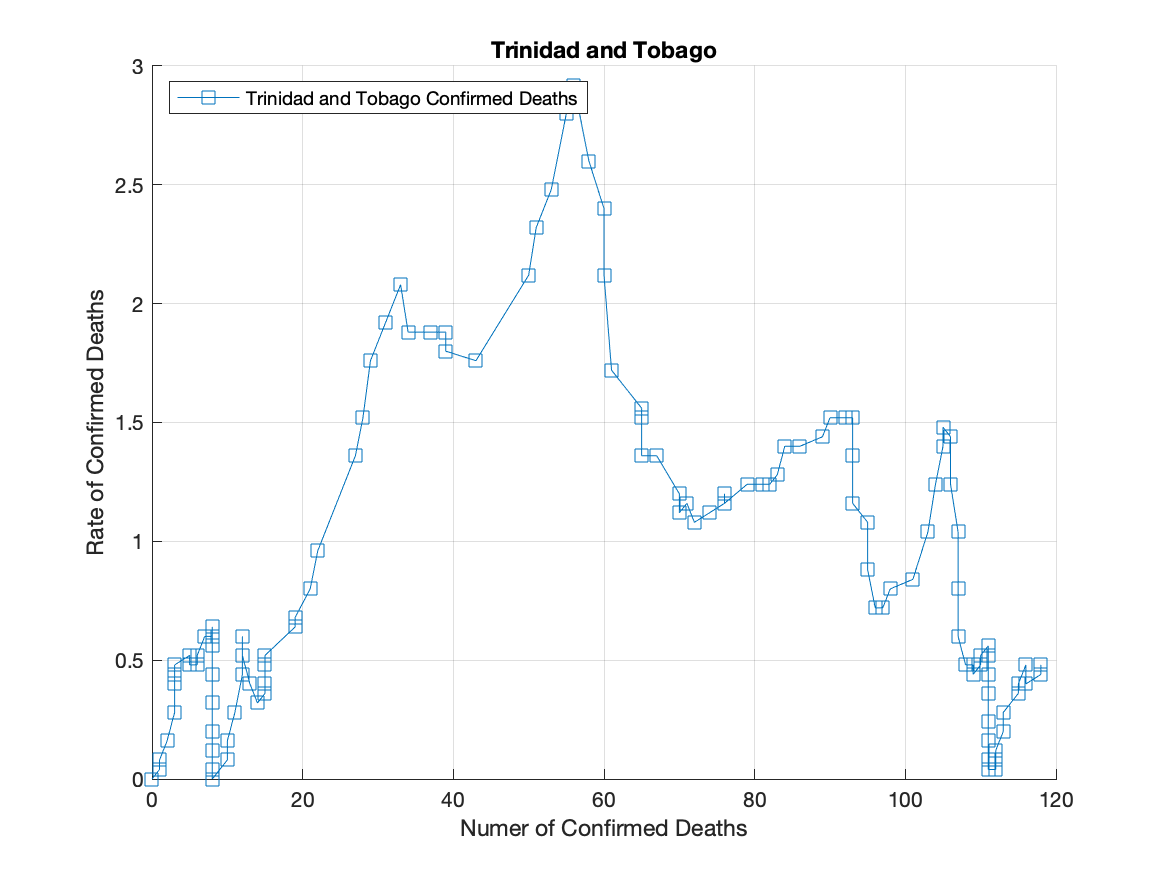 Trinidad and Tobago
Trinidad and Tobago Confirmed Deaths
3
2.5
2
1.5
1
0.5
0
Rate of Confirmed Deaths
0 20 40 60 80 100 120
Numer of Confirmed Deaths